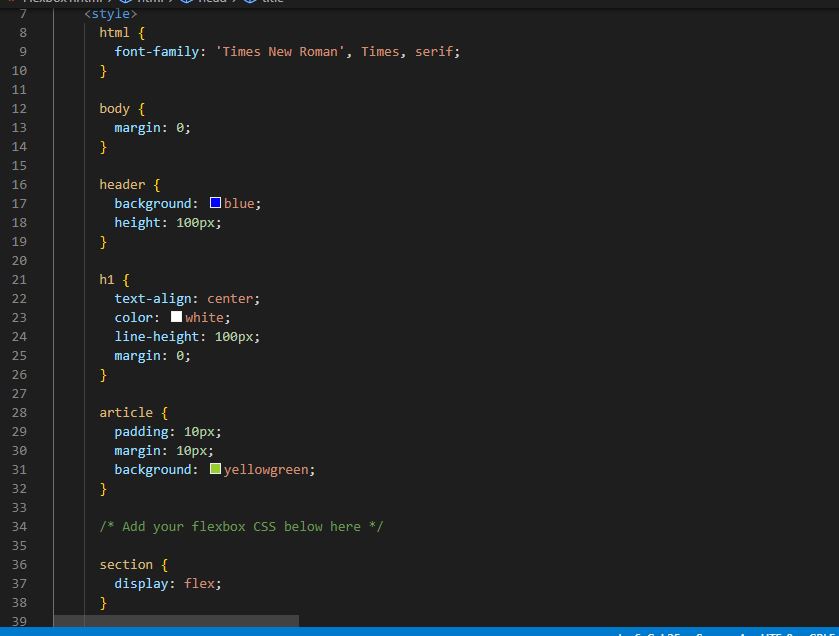 7 <style>
8 html {
9 font-family: 'Times New Roman', Times, serif;
10 }
11
12 body {
13 margin: 0;
14 }
15
16 header {
17 background: blue;
18 height: 100px;
19 }
20
21 h1 {
22 text-align: center;
23 color: white;
24 line-height: 100px;
25 margin: 0;
26 }
27
28 article {
29 padding: 10px;
30 margin: 10px;
31 background: yellowgreen;
32 }
33
34 /* Add your flexbox CSS below here */
35
36 section {
37 display: flex;
38 }
39